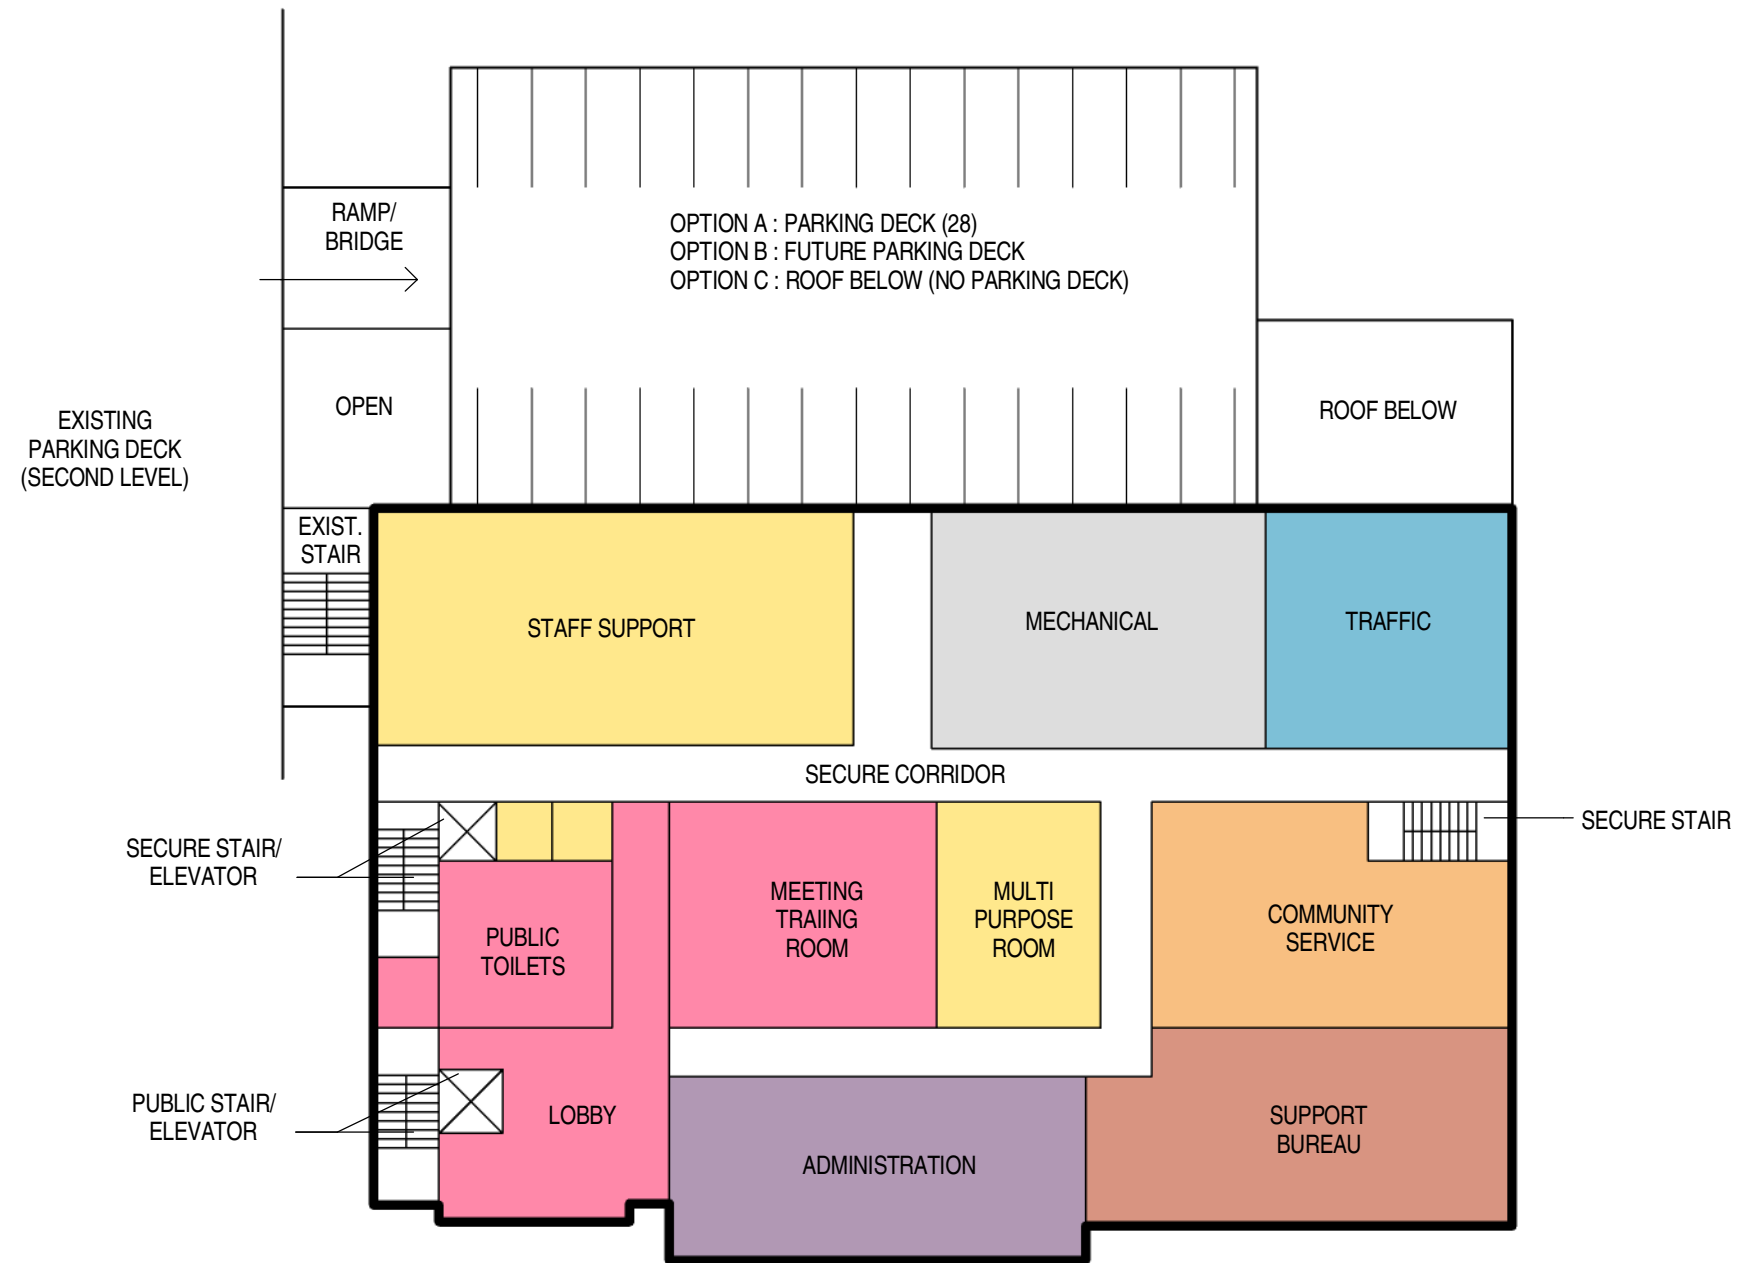 RAMP/
BRIDGE
OPTION A : PARKING DECK (28)
OPTION B : FUTURE PARKING DECK
OPTION C : ROOF BELOW (NO PARKING DECK)
OPEN
ROOF BELOW
EXISTING
PARKING DECK
(SECOND LEVEL)
EXIST.
STAIR
STAFF SUPPORT
MECHANICAL
TRAFFIC
SECURE CORRIDOR
SECURE STAIR/
ELEVATOR
SECURE STAIR
PUBLIC
TOILETS
MEETING
TRAIING
ROOM
MULTI
PURPOSE
ROOM
COMMUNITY
SERVICE
PUBLIC STAIR/
ELEVATOR
LOBBY
ADMINISTRATION
SUPPORT
BUREAU